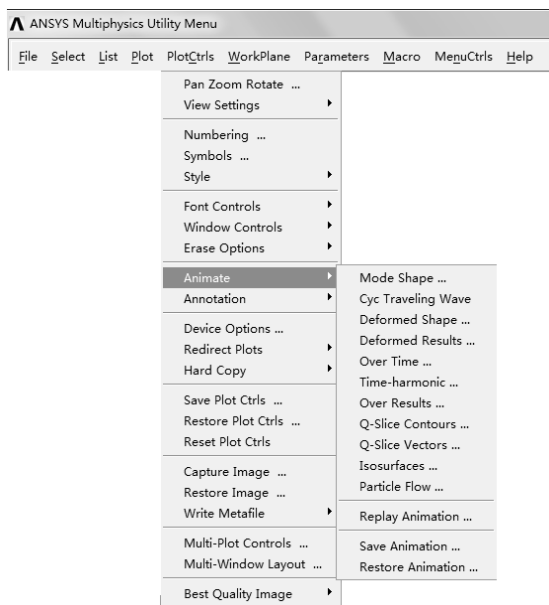 ANSYS Multiphysics Utility Menu
File Select List Plot PlotCtrls WorkPlane Parameters Macro MenuCtrls Help
Pan Zoom Rotate ...
View Settings
Numbering ...
Symbols ...
Style
Font Controls
Window Controls
Erase Options
Animate
Annotation
Device Options ...
Redirect Plots
Hard Copy
Save Plot Ctrls ...
Restore Plot Ctrls ...
Reset Plot Ctrls
Capture Image ...
Restore Image ...
Write Metafile
Multi-Plot Controls ...
Multi-Window Layout ...
Best Quality Image
Mode Shape ...
Cyc Traveling Wave
Deformed Shape ...
Deformed Results ...
Over Time ...
Time-harmonic ...
Over Results ...
Q-Slice Contours ...
Q-Slice Vectors ...
Isosurfaces ...
Particle Flow ...
Replay Animation ...
Save Animation ...
Restore Animation ...